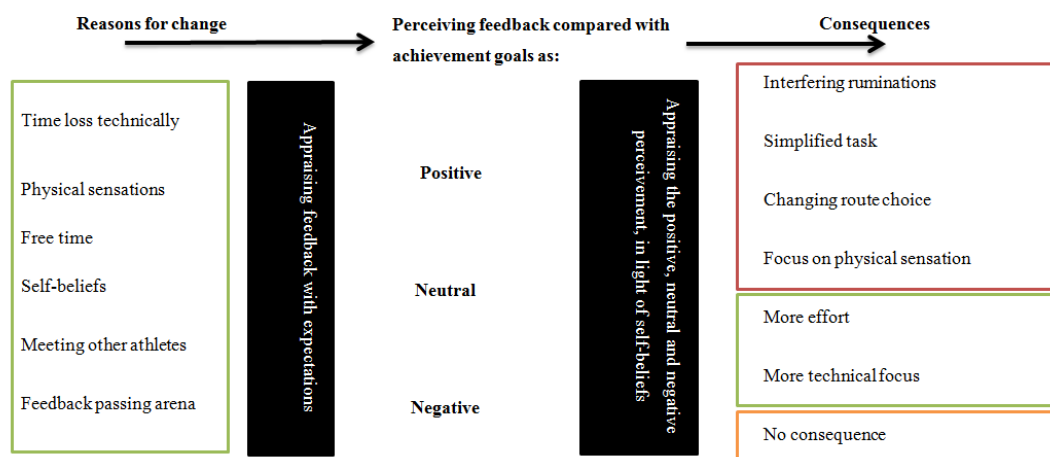 Reasons for change
Perceiving feedback compared with
achievement goals as:
Consequences
Time loss technically
Physical sensations
Free time
Self-beliefs
Meeting other athletes
Feedback passing arena
Appraising feedback with expectations
Positive
Neutral
Negative
Appraising the positive, neutral and negative
perceivement, in light of self-beliefs
Interfering ruminations
Simplified task
Changing route choice
Focus on physical sensation
More effort
More technical focus
No consequence